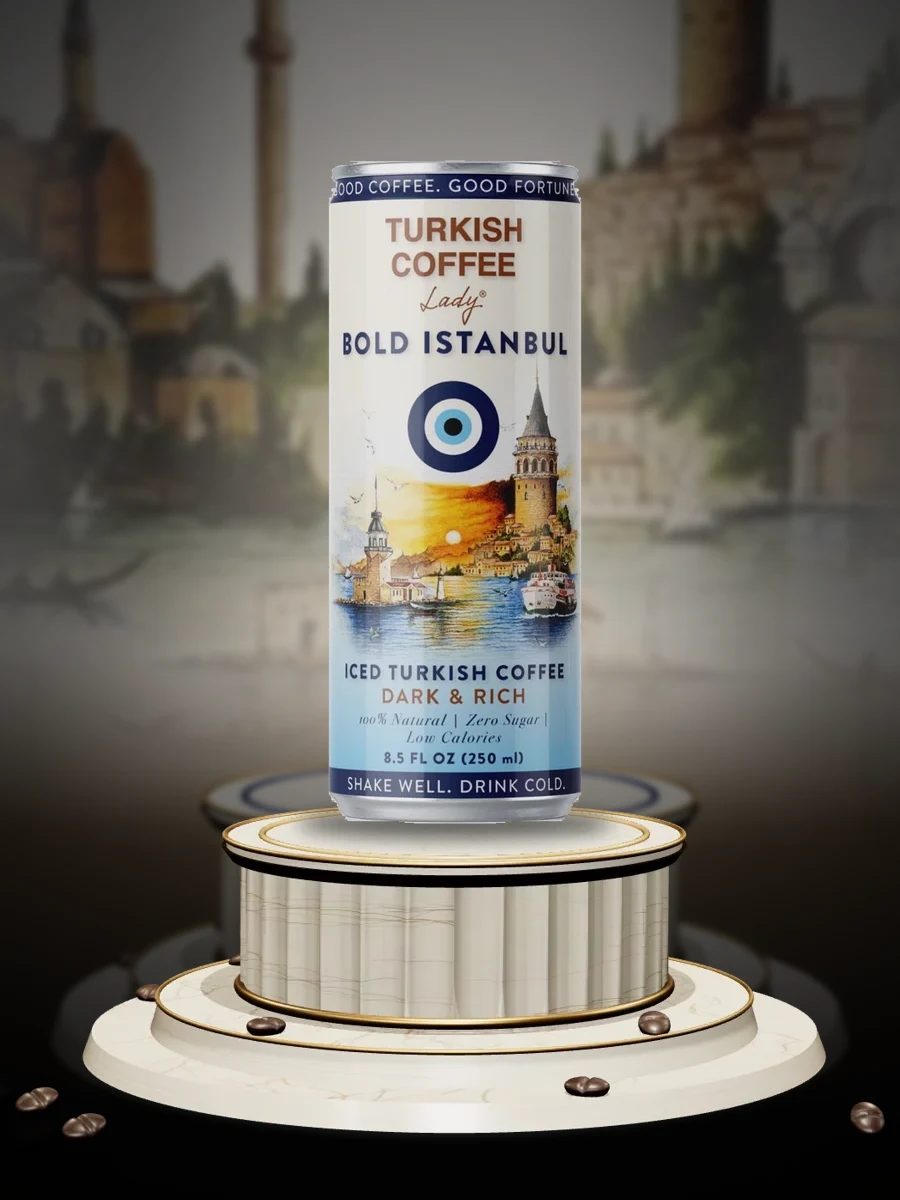 GOOD COFFEE. GOOD FORTUNE
TURKISH
COFFEE
Lady®
BOLD ISTANBUL
ICED TURKISH COFFEE
DARK & RICH
100% Natural | Zero Sugar |
Low Calories
8.5 FL OZ (250 ml)
SHAKE WELL. DRINK COLD.